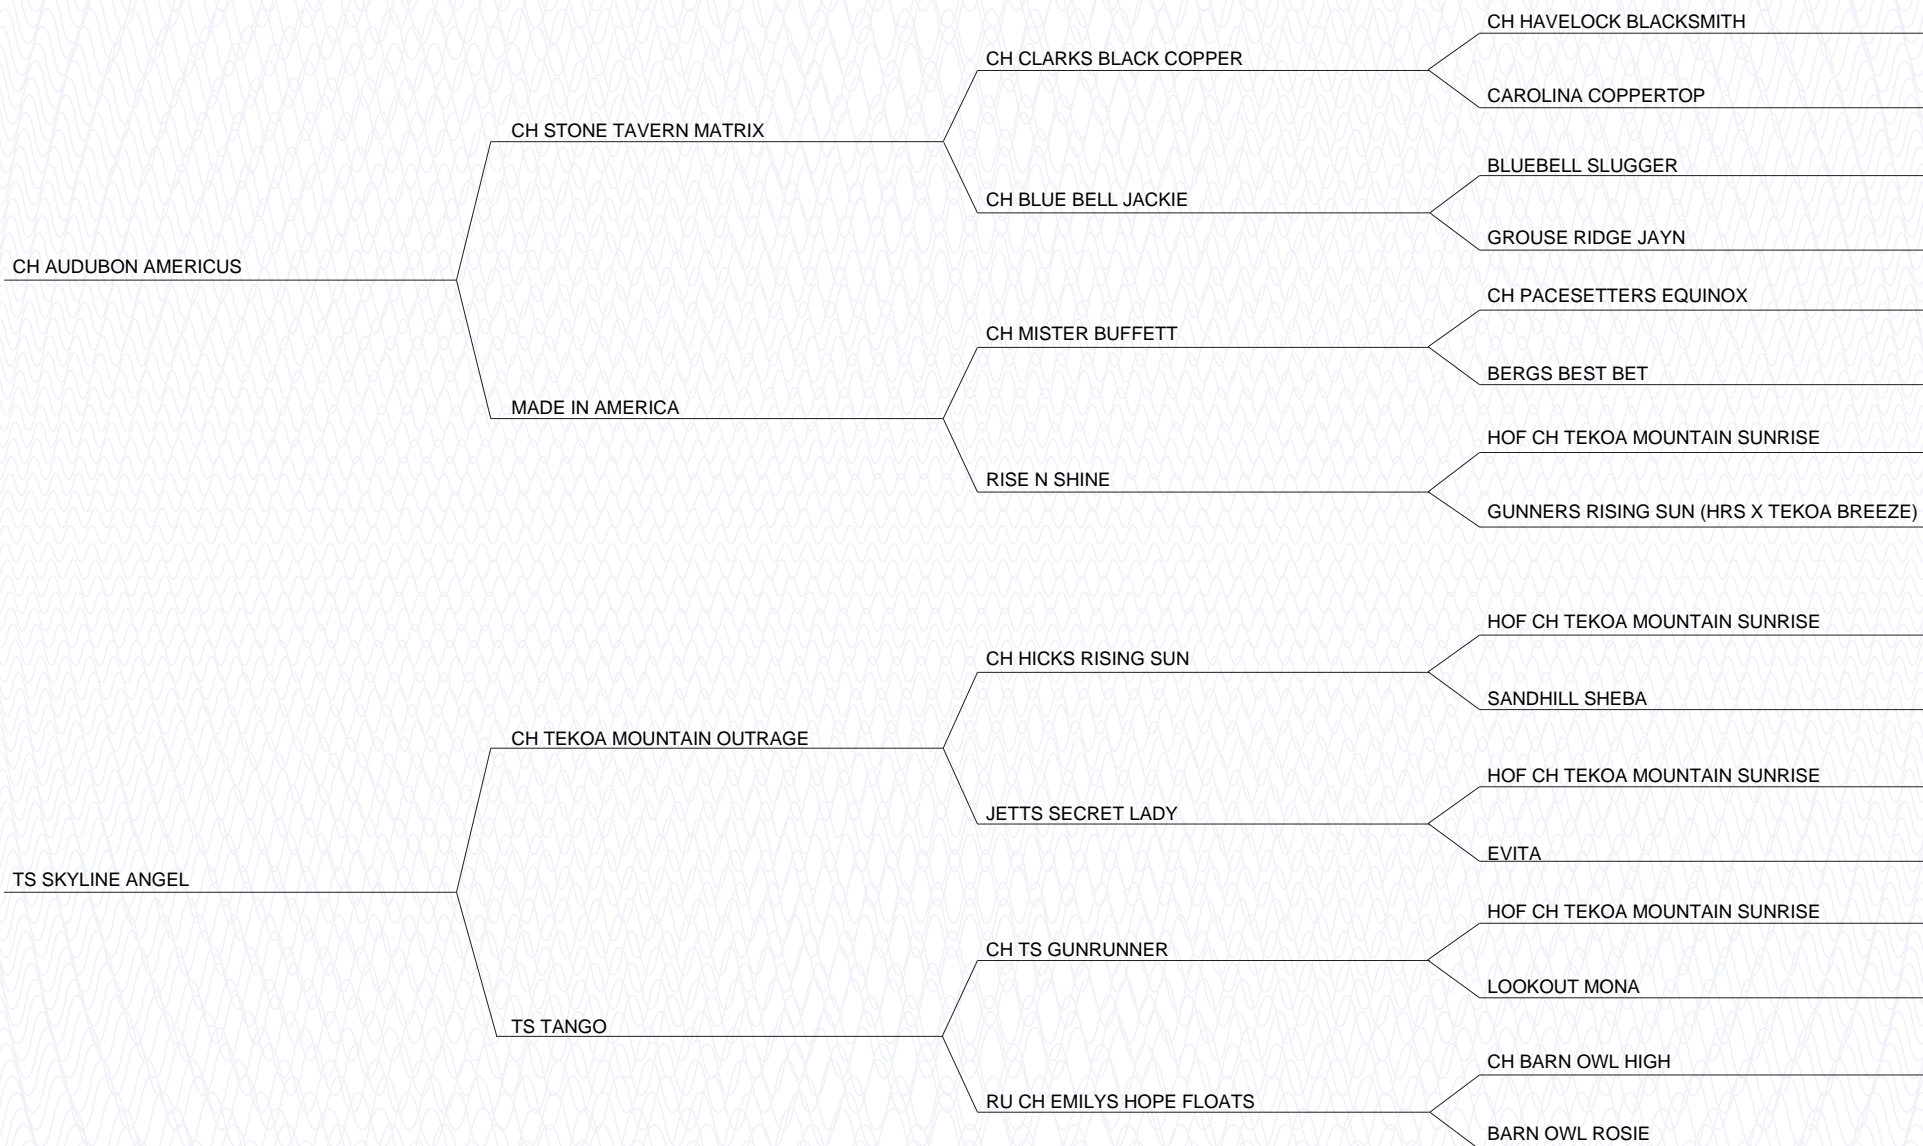 CH HAVELOCK BLACKSMITH
CH CLARKS BLACK COPPER
CAROLINA COPPERTOP
CH STONE TAVERN MATRIX
BLUEBELL SLUGGER
CH BLUE BELL JACKIE
GROUSE RIDGE JAYN
CH AUDUBON AMERICUS
CH PACESETTERS EQUINOX
CH MISTER BUFFETT
BERGS BEST BET
MADE IN AMERICA
HOF CH TEKOA MOUNTAIN SUNRISE
RISE N SHINE
GUNNERS RISING SUN (HRS X TEKOA BREEZE)
HOF CH TEKOA MOUNTAIN SUNRISE
CH HICKS RISING SUN
SANDHILL SHEBA
CH TEKOA MOUNTAIN OUTRAGE
HOF CH TEKOA MOUNTAIN SUNRISE
JETTS SECRET LADY
EVITA
TS SKYLINE ANGEL
HOF CH TEKOA MOUNTAIN SUNRISE
CH TS GUNRUNNER
LOOKOUT MONA
TS TANGO
CH BARN OWL HIGH
RU CH EMILYS HOPE FLOATS
BARN OWL ROSIE